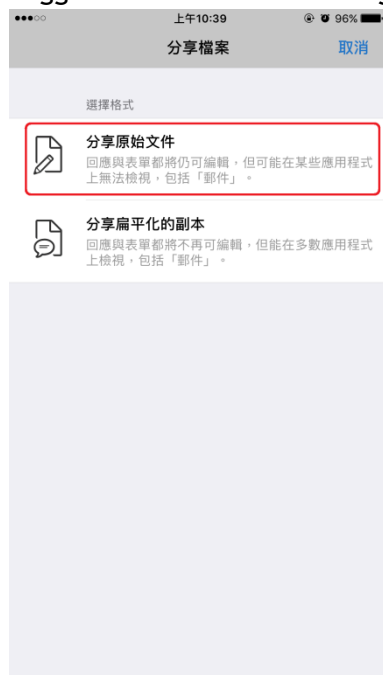 上午10:39
96%
分享檔案
取消
選擇格式
分享原始文件
回應與表單都將仍可編輯，但可能在某些應用程式
上無法檢視，包括「郵件」。
分享扁平化的副本
回應與表單都將不再可編輯，但能在多數應用程式
上檢視，包括「郵件」。